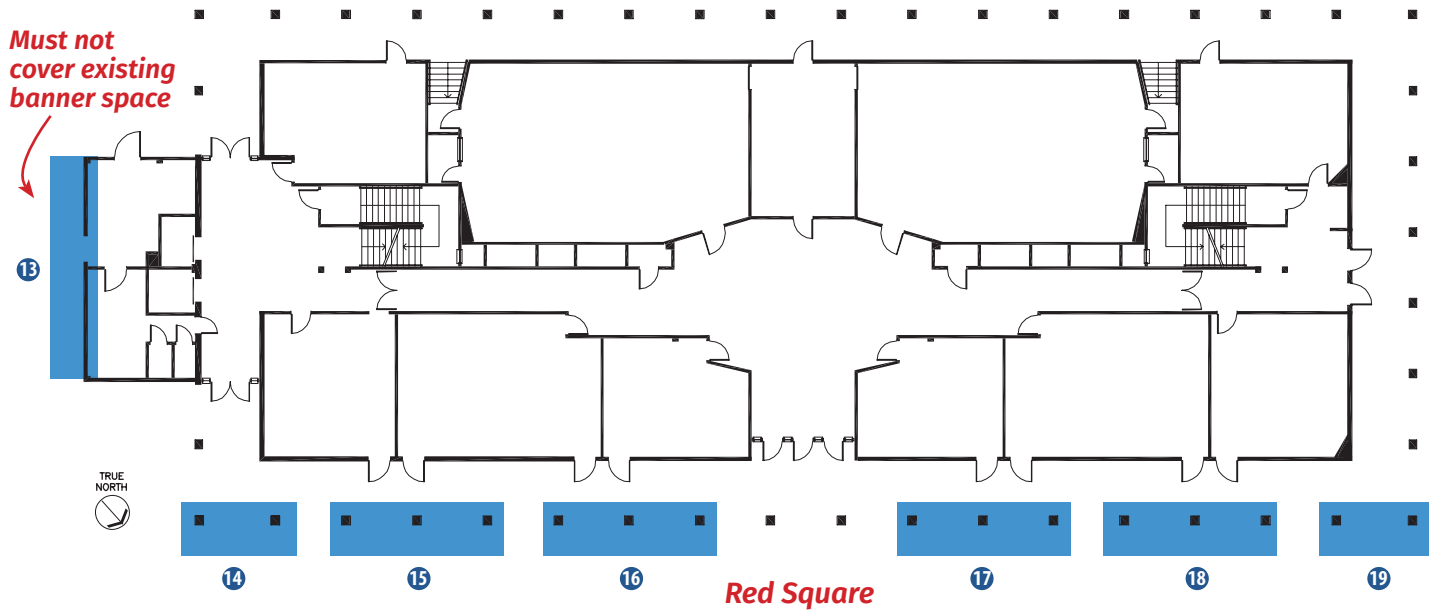 Must not
cover existing
banner space
13
TRUE
NORTH
14
15
16
17
18
19
Red Square